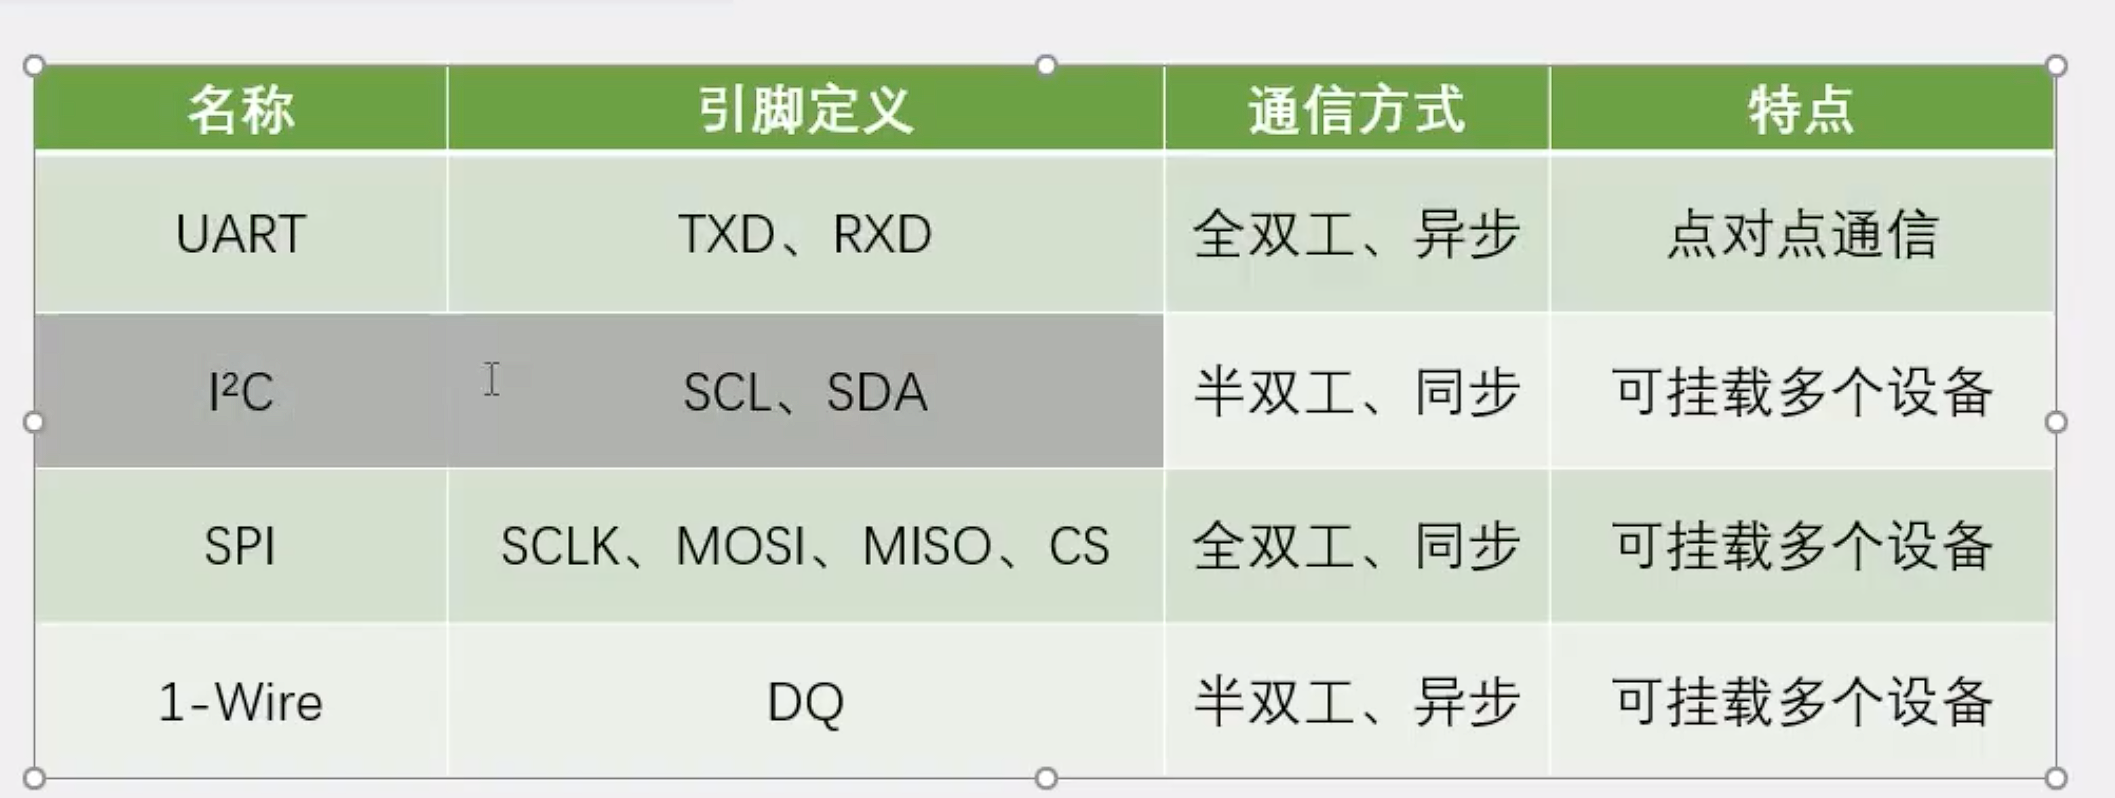 名称 引脚定义 通信方式 特点
UART TXD、RXD 全双工、异步 点对点通信
I²C SCL、SDA 半双工、同步 可挂载多个设备
SPI SCLK、MOSI、MISO、CS 全双工、同步 可挂载多个设备
1-Wire DQ 半双工、异步 可挂载多个设备